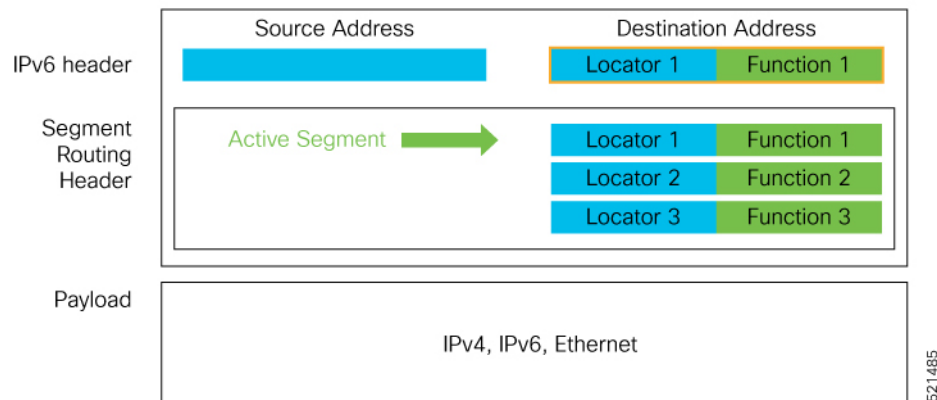 Source Address
Destination Address
IPv6 header
Locator 1
Function 1
Segment
Routing
Header
Active Segment
Locator 1
Function 1
Locator 2
Function 2
Locator 3
Function 3
Payload
IPv4, IPv6, Ethernet
521485